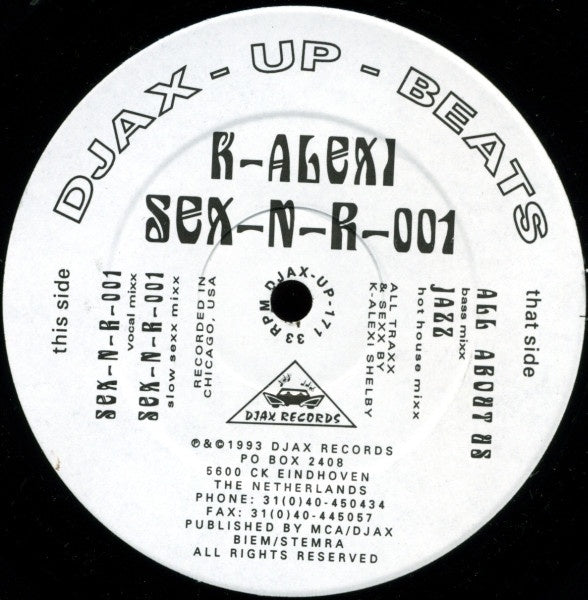 DJAX - UP - BEATS
K-ALEXI
SEX-N-R-001
this side
SEX-N-R-001
vocal mixx
SEX-N-R-001
slow sexx mixx
RECORDED IN
CHICAGO, USA
33 RPM DJAX-UP-171
ALL TRAXX
& SEXX BY
K-ALEXI SHELBY
that side
ALL ABOUT US
bass mixx
JAZZ
hot house mixx
DJAX RECORDS
℗&©1993 DJAX RECORDS
PO BOX 2408
5600 CK EINDHOVEN
THE NETHERLANDS
PHONE: 31(0)40-450434
FAX: 31(0)40-445057
PUBLISHED BY MCA/DJAX
BIEM/STEMRA
ALL RIGHTS RESERVED